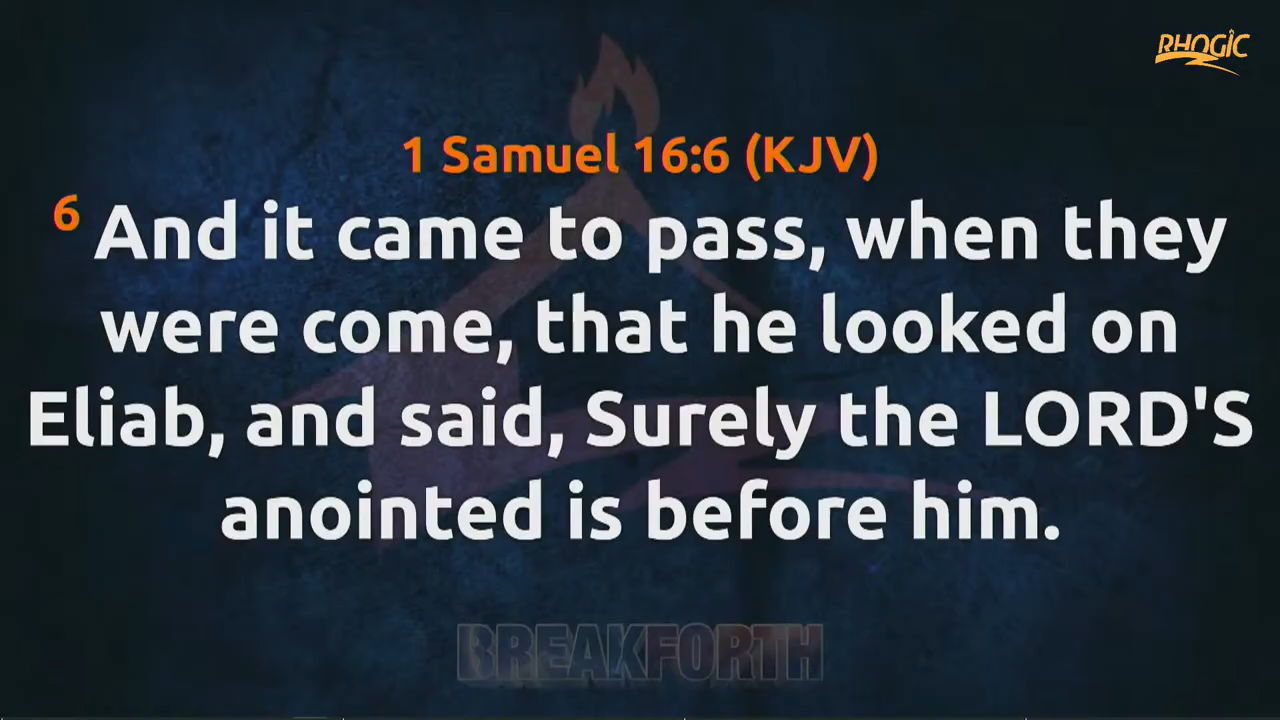 RHOGIC
1 Samuel 16:6 (KJV)
6 And it came to pass, when they
were come, that he looked on
Eliab, and said, Surely the LORD'S
anointed is before him.
BREAKFORTH